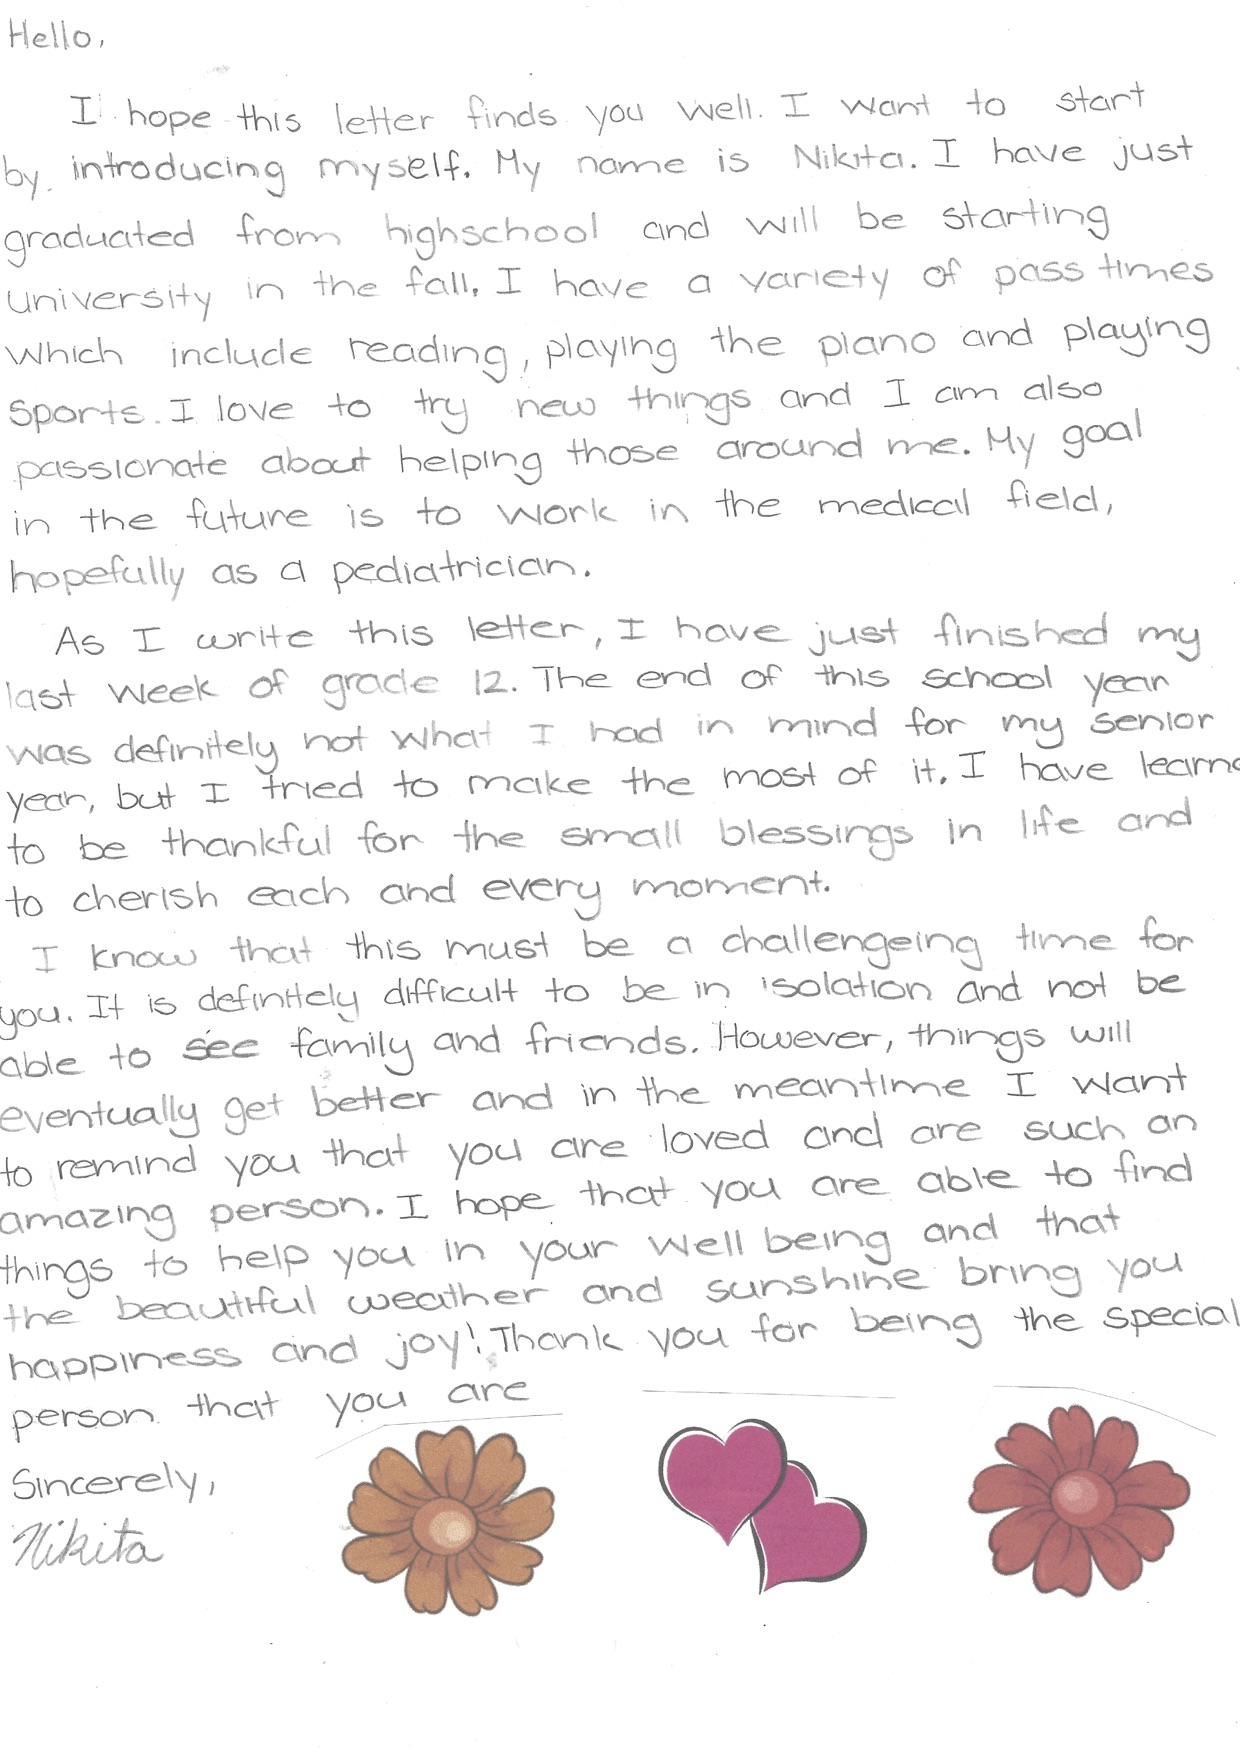 Hello,
I hope this letter finds you well. I want to start
by introducing myself. My name is Nikita. I have just
graduated from highschool and will be starting
university in the fall. I have a variety of pass times
which include reading, playing the piano and playing
sports. I love to try new things and I am also
passionate about helping those around me. My goal
in the future is to work in the medical field,
hopefully as a pediatrician.
As I write this letter, I have just finished my
last week of grade 12. The end of this school year
was definitely not what I had in mind for my senior
year, but I tried to make the most of it. I have learne
to be thankful for the small blessings in life and
to cherish each and every moment.
I know that this must be a challengeing time for
you. It is definitely difficult to be in isolation and not be
able to see family and friends. However, things will
eventually get better and in the meantime I want
to remind you that you are loved and are such an
amazing person. I hope that you are able to find
things to help you in your well being and that
the beautiful weather and sunshine bring you
happiness and joy! Thank you for being the special
person that you are
Sincerely,
Nikita